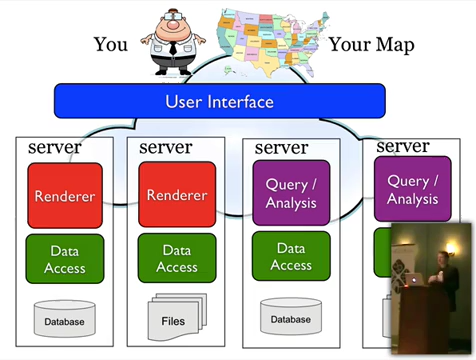 You
Your Map
User Interface
server
server
server
server
Renderer
Renderer
Query /
Analysis
Query /
Analysis
Data
Access
Data
Access
Data
Access
Database
Files
Database